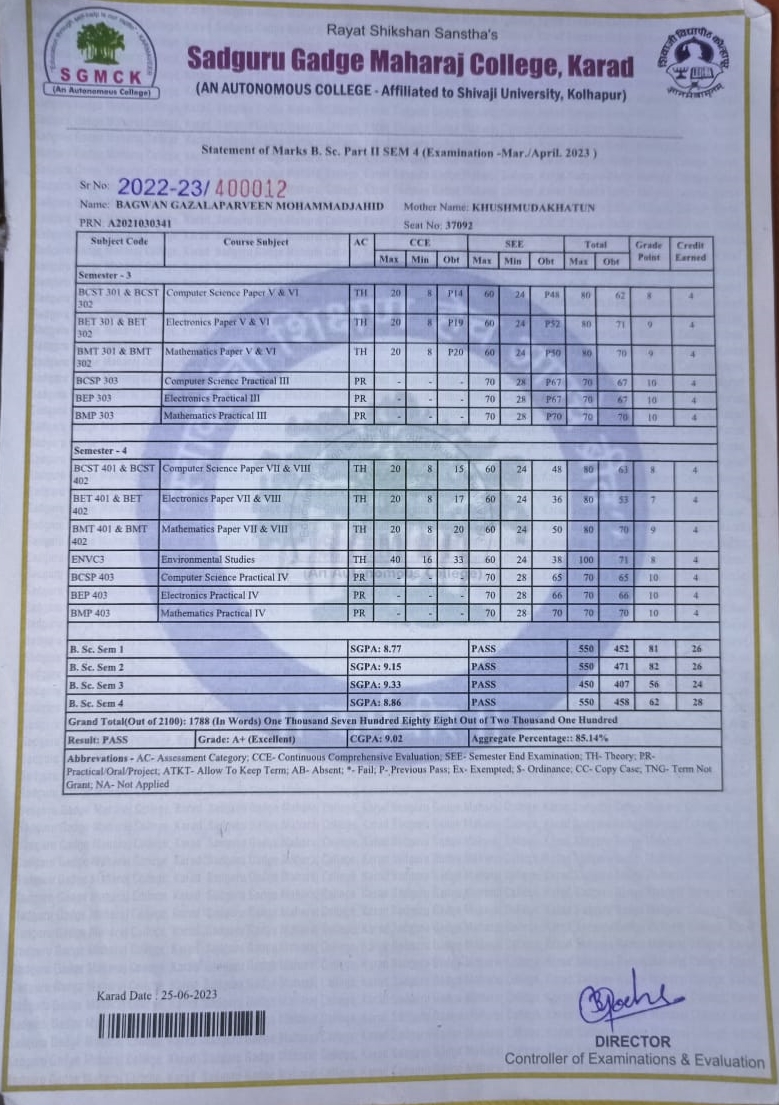 Rayat Shikshan Sanstha's
Sadguru Gadge Maharaj College, Karad
(AN AUTONOMOUS COLLEGE - Affiliated to Shivaji University, Kolhapur)
SGMCK
(An Autonomous College)
Statement of Marks B. Sc. Part II SEM 4 (Examination -Mar./April. 2023 )
Sr No: 2022-23/ 400012
Name: BAGWAN GAZALAPARVEEN MOHAMMADJAHID Mother Name: KHUSHMUDAKHATUN
PRN A2021030341 Seat No: 37092
Subject Code Course Subject AC CCE SEE Total Grade Point Credit Earned
Max Min Obt Max Min Obt Max Obt
Semester - 3
BCST 301 & BCST 302 Computer Science Paper V & VI TH 20 8 P14 60 24 P48 80 62 8 4
BET 301 & BET 302 Electronics Paper V & VI TH 20 8 P19 60 24 P52 80 71 9 4
BMT 301 & BMT 302 Mathematics Paper V & VI TH 20 8 P20 60 24 P50 80 70 9 4
BCSP 303 Computer Science Practical III PR - - - 70 28 P67 70 67 10 4
BEP 303 Electronics Practical III PR - - - 70 28 P67 70 67 10 4
BMP 303 Mathematics Practical III PR - - - 70 28 P70 70 70 10 4
Semester - 4
BCST 401 & BCST 402 Computer Science Paper VII & VIII TH 20 8 15 60 24 48 80 63 8 4
BET 401 & BET 402 Electronics Paper VII & VIII TH 20 8 17 60 24 36 80 53 7 4
BMT 401 & BMT 402 Mathematics Paper VII & VIII TH 20 8 20 60 24 50 80 70 9 4
ENVC3 Environmental Studies TH 40 16 33 60 24 38 100 71 8 4
BCSP 403 Computer Science Practical IV PR - - - 70 28 65 70 65 10 4
BEP 403 Electronics Practical IV PR - - - 70 28 66 70 66 10 4
BMP 403 Mathematics Practical IV PR - - - 70 28 70 70 70 10 4
B. Sc. Sem 1 SGPA: 8.77 PASS 550 452 81 26
B. Sc. Sem 2 SGPA: 9.15 PASS 550 471 82 26
B. Sc. Sem 3 SGPA: 9.33 PASS 450 407 56 24
B. Sc. Sem 4 SGPA: 8.86 PASS 550 458 62 28
Grand Total(Out of 2100): 1788 (In Words) One Thousand Seven Hundred Eighty Eight Out of Two Thousand One Hundred
Result: PASS Grade: A+ (Excellent) CGPA: 9.02 Aggregate Percentage:: 85.14%
Abbrevations - AC- Assessment Category; CCE- Continuous Comprehensive Evaluation; SEE- Semester End Examination; TH- Theory; PR-
Practical/Oral/Project; ATKT- Allow To Keep Term; AB- Absent; *- Fail; P- Previous Pass; Ex- Exempted; S- Ordinance; CC- Copy Case; TNG- Term Not
Grant; NA- Not Applied
Karad Date : 25-06-2023
DIRECTOR
Controller of Examinations & Evaluation